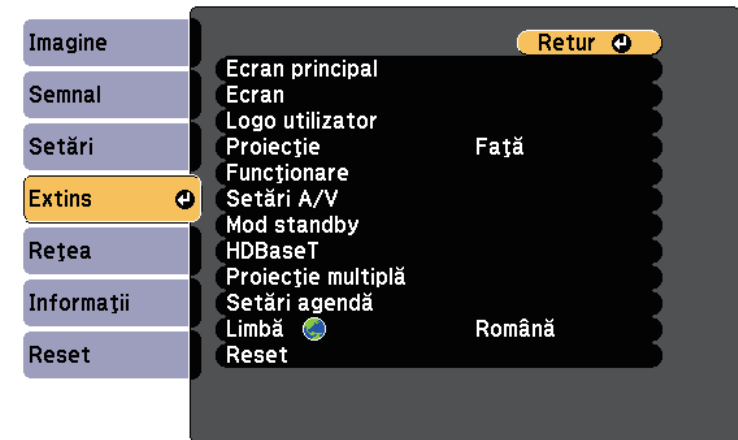 Imagine
Semnal
Setări
Extins
Reţea
Informaţii
Reset
Retur
Ecran principal
Ecran
Logo utilizator
Proiecţie Faţă
Funcţionare
Setări A/V
Mod standby
HDBaseT
Proiecţie multiplă
Setări agendă
Limbă Română
Reset